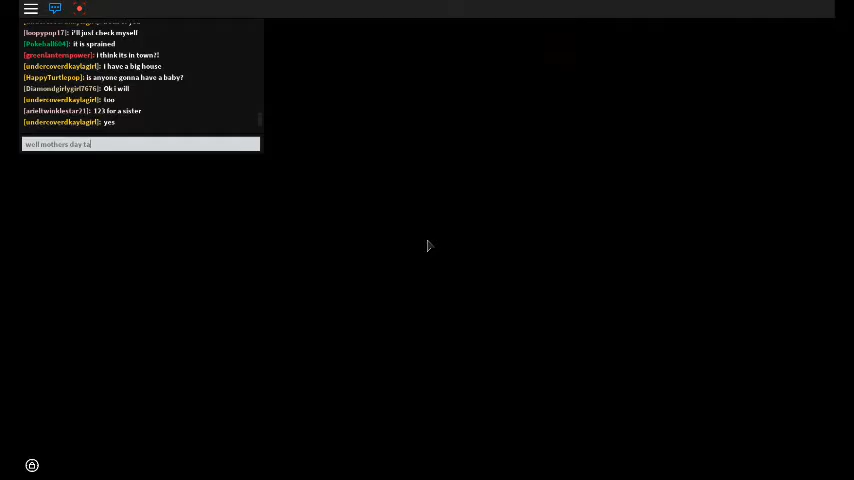 [loopypop17]: i'll just check myself
[Pokeball604]: it is sprained
[greenlanternpower]: i think its in town?!
[undercoverdkaylagirl]: i have a big house
[HappyTurtlepop]: is anyone gonna have a baby?
[Diamondgirlygirl7676]: Ok i will
[undercoverdkaylagirl]: too
[arieltwinklestar21]: 123 for a sister
[undercoverdkaylagirl]: yes
well mothers day ta